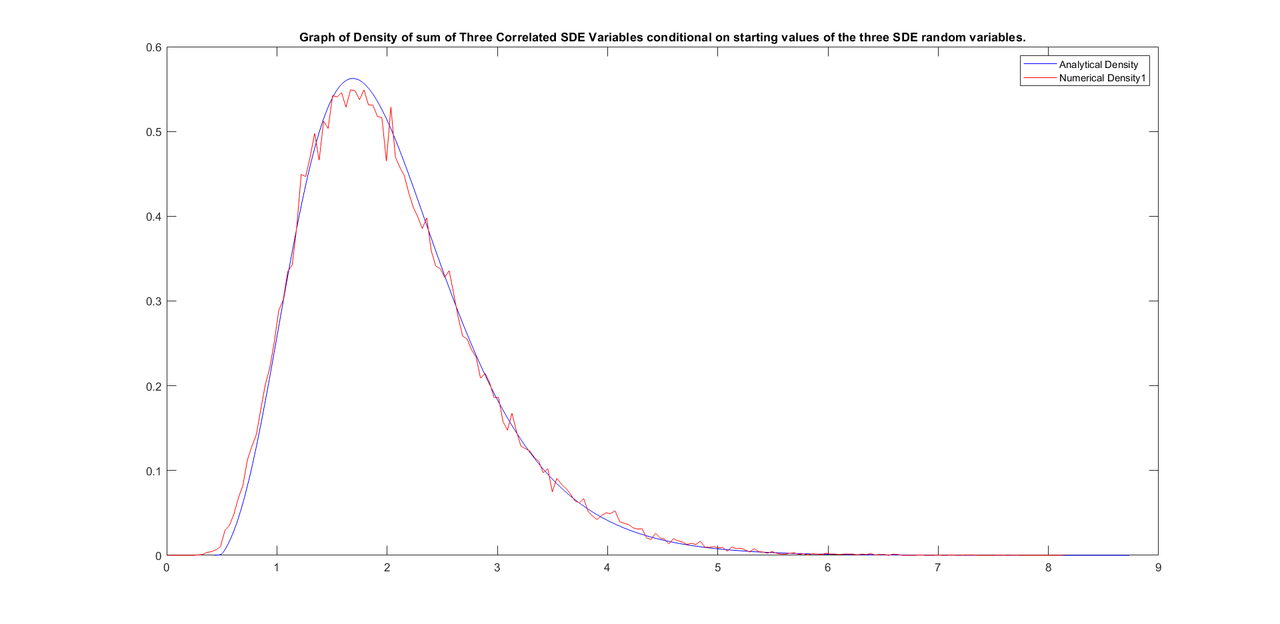 Graph of Density of sum of Three Correlated SDE Variables conditional on starting values of the three SDE random variables.
Analytical Density
Numerical Density1
0.6
0.5
0.4
0.3
0.2
0.1
0
0 1 2 3 4 5 6 7 8 9